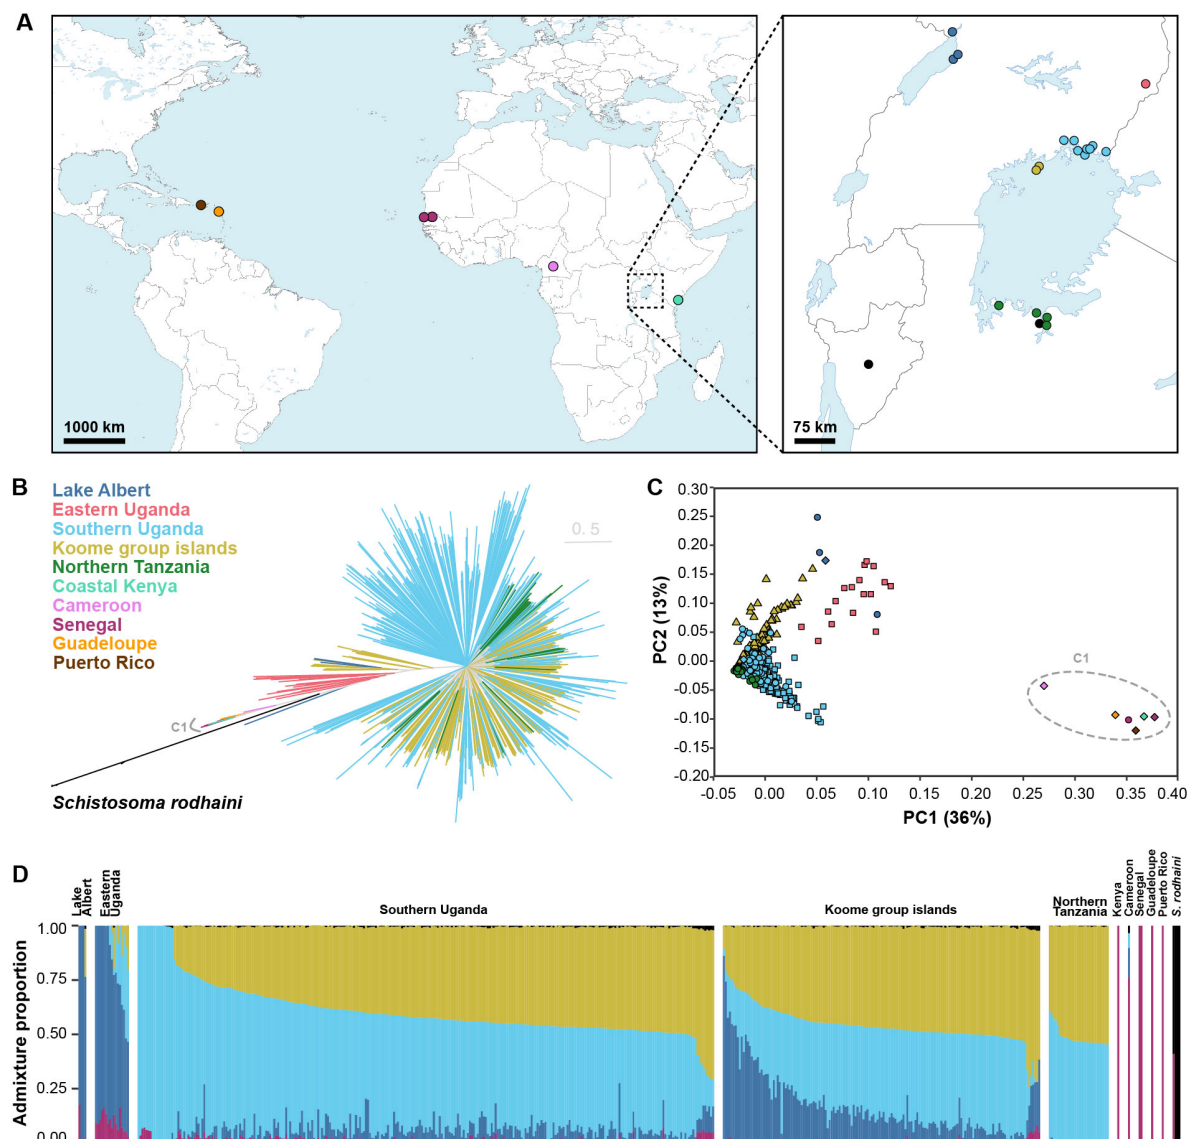 A
1000 km
75 km
B
Lake Albert
Eastern Uganda
Southern Uganda
Koome group islands
Northern Tanzania
Coastal Kenya
Cameroon
Senegal
Guadeloupe
Puerto Rico
0.5
C1
Schistosoma rodhaini
C
0.30
0.25
0.20
0.15
0.10
0.05
0.00
-0.05
-0.10
-0.15
-0.20
PC2 (13%)
C1
-0.05 0.00 0.05 0.10 0.15 0.20 0.25 0.30 0.35 0.40
PC1 (36%)
D
Lake
Albert
Eastern
Uganda
Southern Uganda
Koome group islands
Northern
Tanzania
Kenya
Cameroon
Senegal
Guadeloupe
Puerto Rico
S. rodhaini
Admixture proportion
1.00
0.75
0.50
0.25
0.00